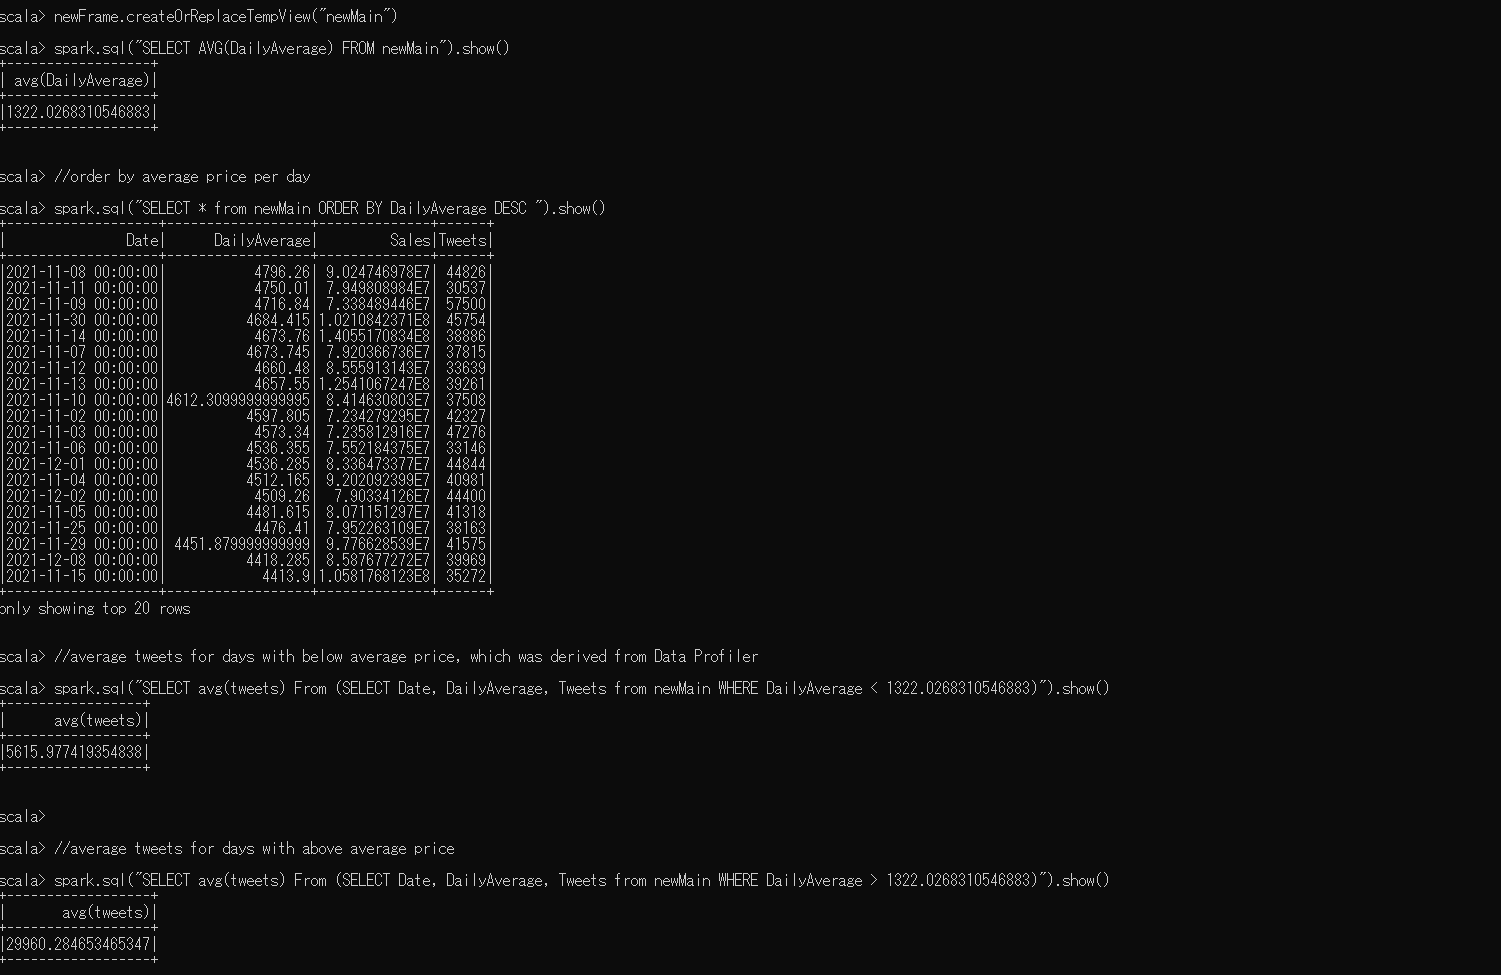 scala> newFrame.createOrReplaceTempView("newMain")
scala> spark.sql("SELECT AVG(DailyAverage) FROM newMain").show()
+------------------+
| avg(DailyAverage)|
+------------------+
|1322.0268310546883|
+------------------+
scala> //order by average price per day
scala> spark.sql("SELECT * from newMain ORDER BY DailyAverage DESC ").show()
+-------------------+------------------+--------------+------+
|               Date|      DailyAverage|         Sales|Tweets|
+-------------------+------------------+--------------+------+
|2021-11-08 00:00:00|           4796.26| 9.024746978E7| 44826|
|2021-11-11 00:00:00|           4750.01| 7.949808984E7| 30537|
|2021-11-09 00:00:00|           4716.84| 7.338489446E7| 57500|
|2021-11-30 00:00:00|          4684.415|1.0210842371E8| 45754|
|2021-11-14 00:00:00|           4673.76|1.4055170834E8| 38886|
|2021-11-07 00:00:00|          4673.745| 7.920366736E7| 37815|
|2021-11-12 00:00:00|           4660.48| 8.555913143E7| 33639|
|2021-11-13 00:00:00|           4657.55|1.2541067247E8| 39261|
|2021-11-10 00:00:00|4612.3099999999995| 8.414630803E7| 37508|
|2021-11-02 00:00:00|          4597.805| 7.234279295E7| 42327|
|2021-11-03 00:00:00|           4573.34| 7.235812916E7| 47276|
|2021-11-06 00:00:00|          4536.355| 7.552184375E7| 33146|
|2021-12-01 00:00:00|          4536.285| 8.336473377E7| 44844|
|2021-11-04 00:00:00|          4512.165| 9.202092399E7| 40981|
|2021-12-02 00:00:00|           4509.26|  7.90334126E7| 44400|
|2021-11-05 00:00:00|          4481.615| 8.071151297E7| 41318|
|2021-11-25 00:00:00|           4476.41| 7.952263109E7| 38163|
|2021-11-29 00:00:00| 4451.879999999999| 9.776628539E7| 41575|
|2021-12-08 00:00:00|          4418.285| 8.587677272E7| 39969|
|2021-11-15 00:00:00|            4413.9|1.0581768123E8| 35272|
+-------------------+------------------+--------------+------+
only showing top 20 rows
scala> //average tweets for days with below average price, which was derived from Data Profiler
scala> spark.sql("SELECT avg(tweets) From (SELECT Date, DailyAverage, Tweets from newMain WHERE DailyAverage < 1322.0268310546883)").show()
+-----------------+
|      avg(tweets)|
+-----------------+
|5615.977419354838|
+-----------------+
scala>
scala> //average tweets for days with above average price
scala> spark.sql("SELECT avg(tweets) From (SELECT Date, DailyAverage, Tweets from newMain WHERE DailyAverage > 1322.0268310546883)").show()
+------------------+
|       avg(tweets)|
+------------------+
|29960.284653465347|
+------------------+